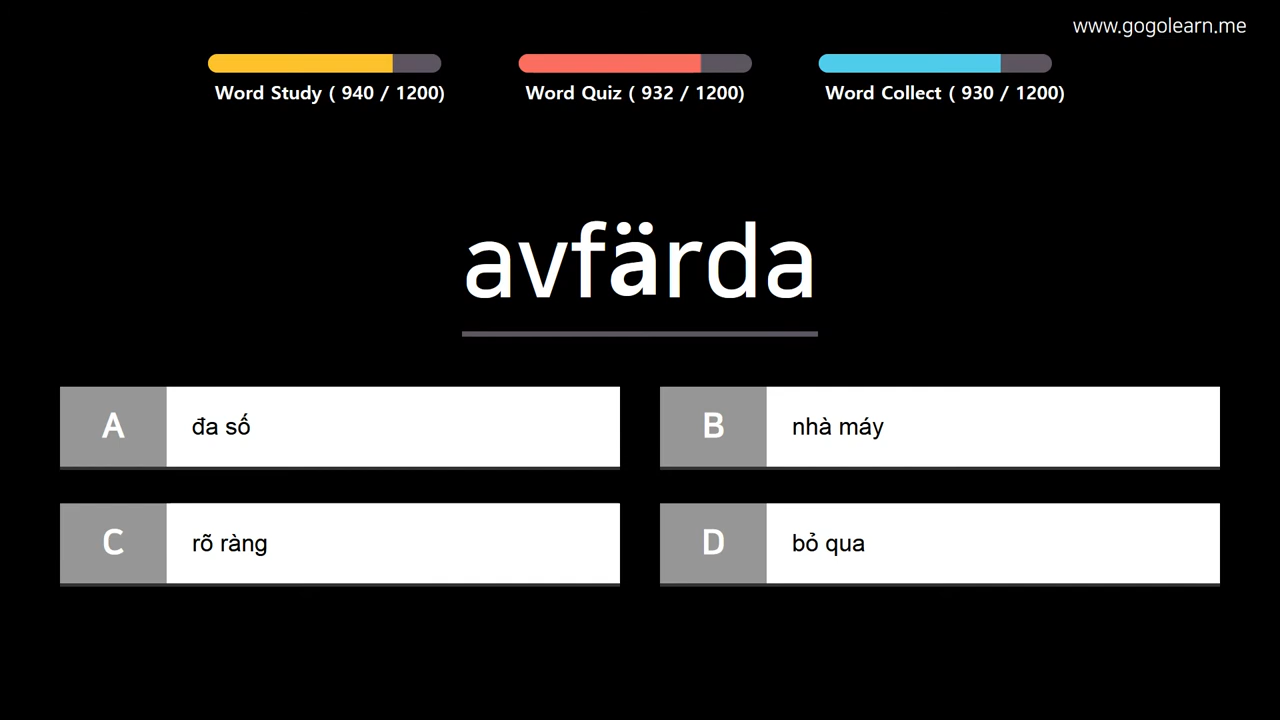 www.gogolearn.me
Word Study ( 940 / 1200)
Word Quiz ( 932 / 1200)
Word Collect ( 930 / 1200)
avfärda
A đa số
B nhà máy
C rõ ràng
D bỏ qua